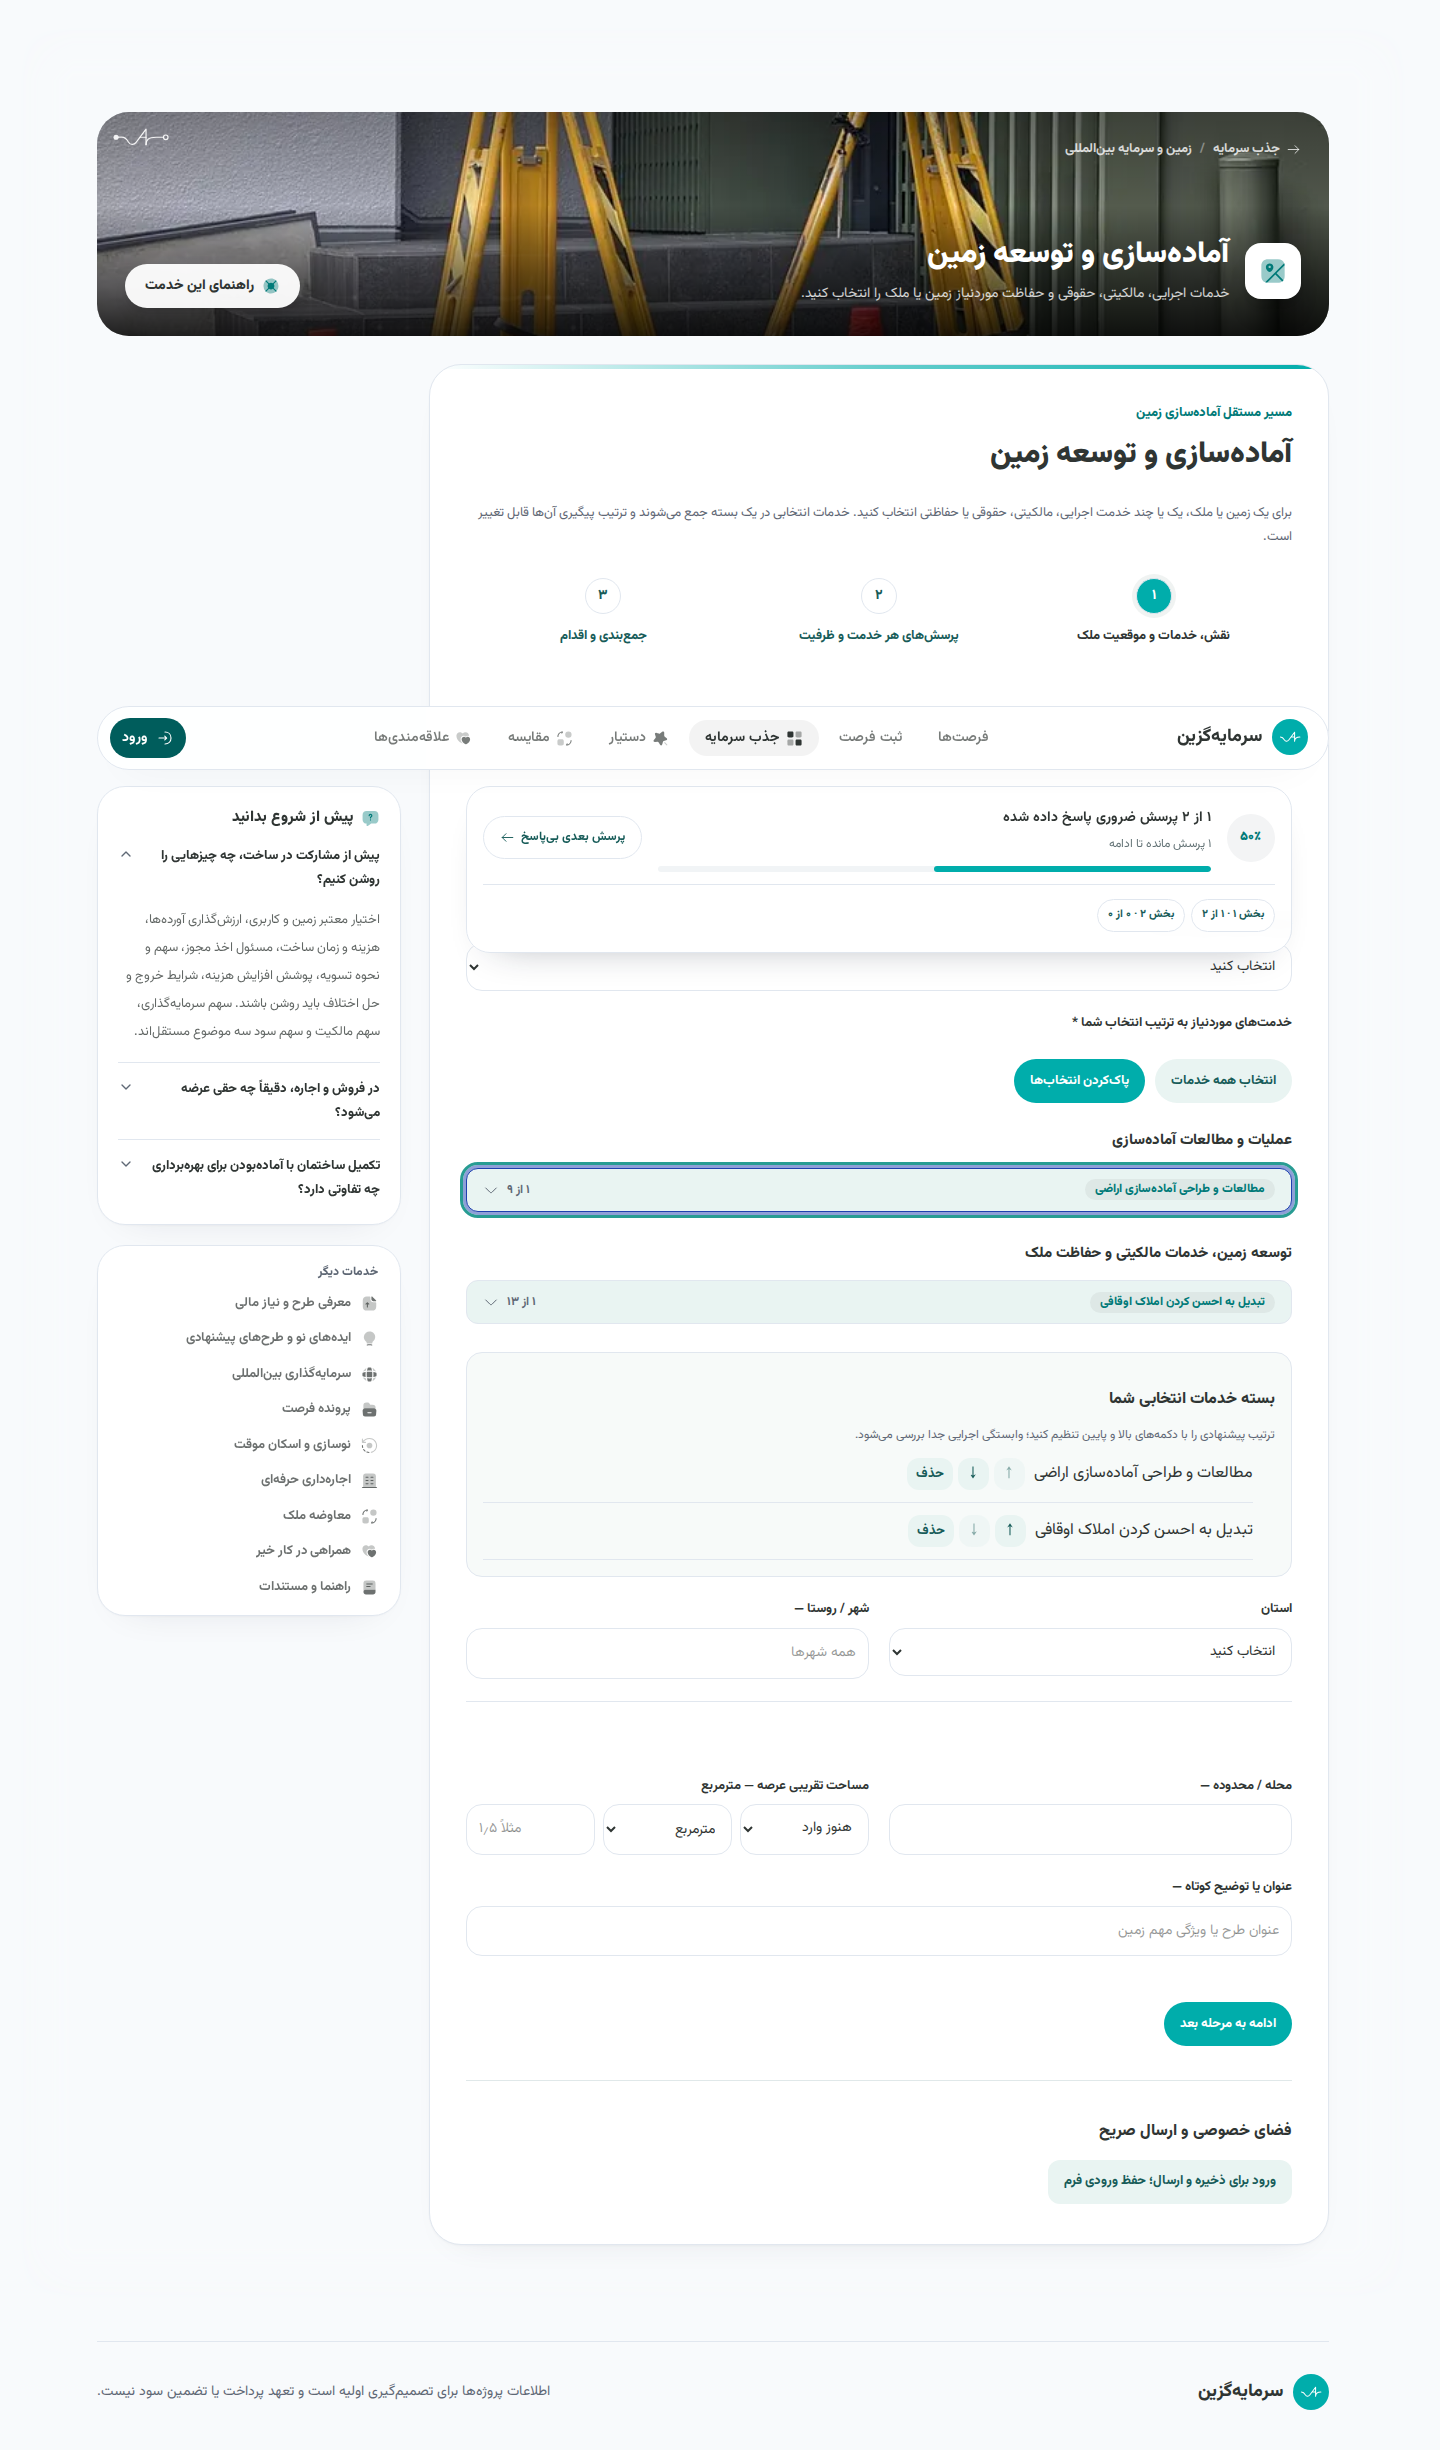 جذب سرمایه / زمین و سرمایه بین‌المللی
آماده‌سازی و توسعه زمین
خدمات اجرایی، مالکیتی، حقوقی و حفاظت موردنیاز زمین یا ملک را انتخاب کنید.
راهنمای این خدمت
مسیر مستقل آماده‌سازی زمین
آماده‌سازی و توسعه زمین
برای یک زمین یا ملک، یک یا چند خدمت اجرایی، مالکیتی، حقوقی یا حفاظتی انتخاب کنید. خدمات انتخابی در یک بسته جمع می‌شوند و ترتیب پیگیری آن‌ها قابل تغییر
است.
۱
نقش، خدمات و موقعیت ملک
۲
پرسش‌های هر خدمت و ظرفیت
۳
جمع‌بندی و اقدام
سرمایه‌گزین
فرصت‌ها
ثبت فرصت
جذب سرمایه
دستیار
مقایسه
علاقه‌مندی‌ها
ورود
۵۰٪
۱ از ۲ پرسش ضروری پاسخ داده شده
۱ پرسش مانده تا ادامه
پرسش بعدی بی‌پاسخ
بخش ۱ · ۱ از ۲
بخش ۲ · ۰ از ۰
انتخاب کنید
خدمت‌های موردنیاز به ترتیب انتخاب شما *
انتخاب همه خدمات
پاک‌کردن انتخاب‌ها
عملیات و مطالعات آماده‌سازی
مطالعات و طراحی آماده‌سازی اراضی
۱ از ۹
توسعه زمین، خدمات مالکیتی و حفاظت ملک
تبدیل به احسن کردن املاک اوقافی
۱ از ۱۳
بسته خدمات انتخابی شما
ترتیب پیشنهادی را با دکمه‌های بالا و پایین تنظیم کنید؛ وابستگی اجرایی جدا بررسی می‌شود.
مطالعات و طراحی آماده‌سازی اراضی ↑ ↓ حذف
تبدیل به احسن کردن املاک اوقافی ↑ ↓ حذف
استان
انتخاب کنید
شهر / روستا —
همه شهرها
محله / محدوده —
مساحت تقریبی عرصه — مترمربع
هنوز وارد
مترمربع
مثلاً ۱٫۵
عنوان یا توضیح کوتاه —
عنوان طرح یا ویژگی مهم زمین
ادامه به مرحله بعد
فضای خصوصی و ارسال صریح
ورود برای ذخیره و ارسال؛ حفظ ورودی فرم
پیش از شروع بدانید
پیش از مشارکت در ساخت، چه چیزهایی را
روشن کنیم؟
اختیار معتبر زمین و کاربری، ارزش‌گذاری آورده‌ها،
هزینه و زمان ساخت، مسئول اخذ مجوز، سهم و
نحوه تسویه، پوشش افزایش هزینه، شرایط خروج و
حل اختلاف باید روشن باشند. سهم سرمایه‌گذاری،
سهم مالکیت و سهم سود سه موضوع مستقل‌اند.
در فروش و اجاره، دقیقاً چه حقی عرضه
می‌شود؟
تکمیل ساختمان با آماده‌بودن برای بهره‌برداری
چه تفاوتی دارد؟
خدمات دیگر
معرفی طرح و نیاز مالی
ایده‌های نو و طرح‌های پیشنهادی
سرمایه‌گذاری بین‌المللی
پرونده فرصت
نوسازی و اسکان موقت
اجاره‌داری حرفه‌ای
معاوضه ملک
همراهی در کار خیر
راهنما و مستندات
سرمایه‌گزین
اطلاعات پروژه‌ها برای تصمیم‌گیری اولیه است و تعهد پرداخت یا تضمین سود نیست.